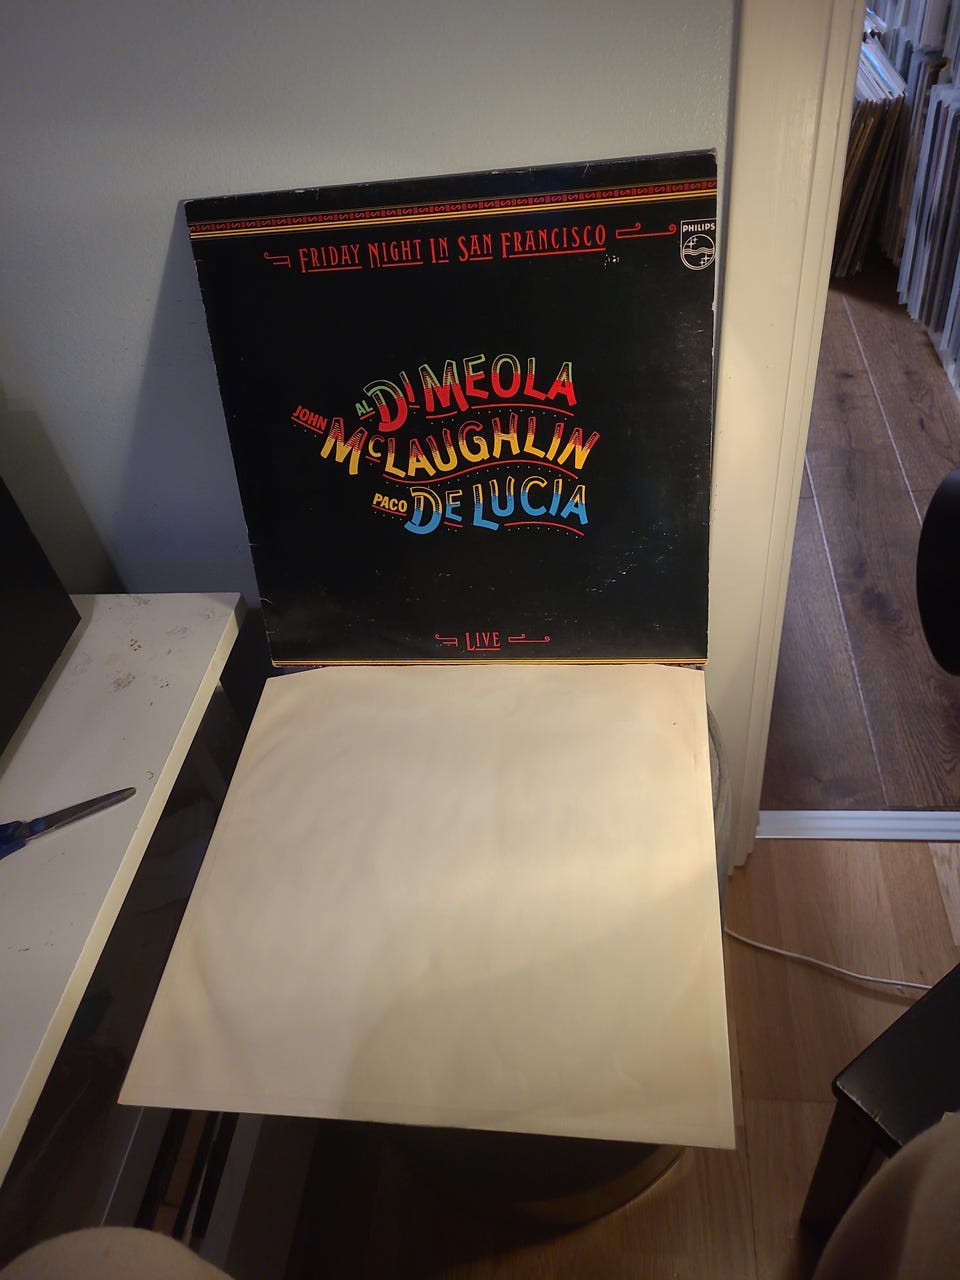 FRIDAY NIGHT IN SAN FRANCISCO
PHILIPS
AL DI MEOLA
JOHN MCLAUGHLIN
PACO DE LUCIA
LIVE